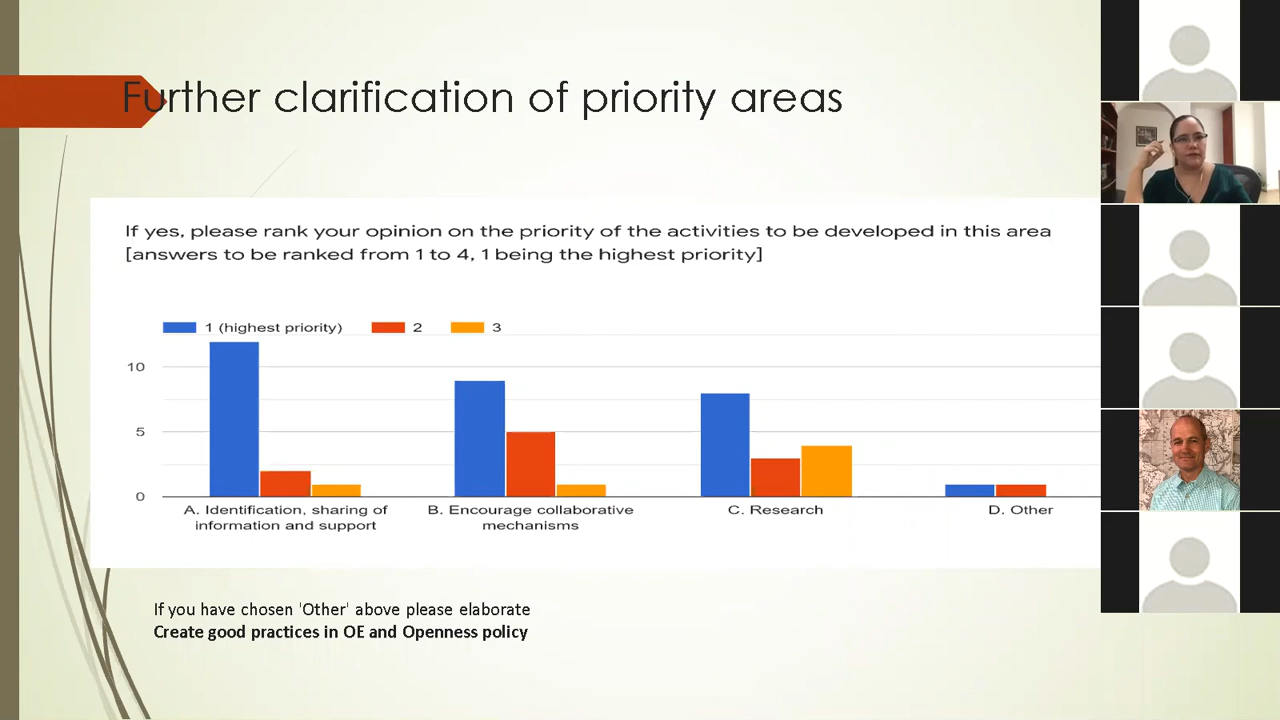 Further clarification of priority areas
If yes, please rank your opinion on the priority of the activities to be developed in this area
[answers to be ranked from 1 to 4, 1 being the highest priority]
1 (highest priority) 2 3
10
5
0
A. Identification, sharing of
information and support
B. Encourage collaborative
mechanisms
C. Research
D. Other
If you have chosen 'Other' above please elaborate
Create good practices in OE and Openness policy